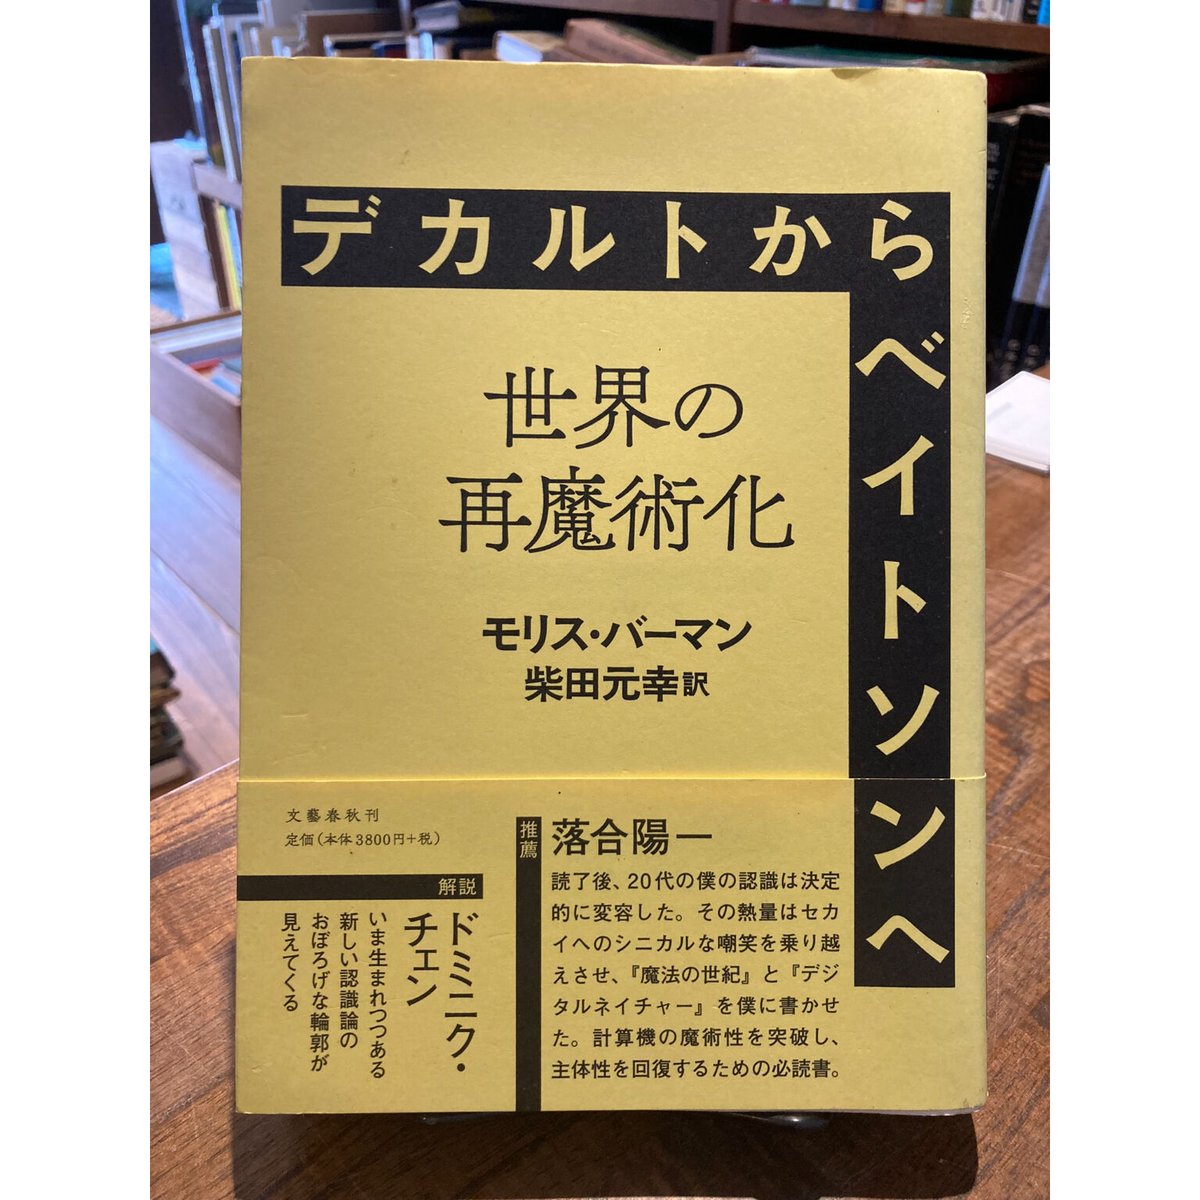 デカルトからベイトソンへ
世界の
再魔術化
モリス・バーマン
柴田元幸訳
文藝春秋刊
定価(本体3800円+税)
解説
ドミニク・
チェン
いま生まれつつある
新しい認識論の
おぼろげな輪郭が
見えてくる
推薦
落合陽一
読了後、20代の僕の認識は決定
的に変容した。その熱量はセカ
イへのシニカルな嘲笑を乗り越
えさせ、『魔法の世紀』と『デジ
タルネイチャー』を僕に書かせ
た。計算機の魔術性を突破し、
主体性を回復するための必読書。